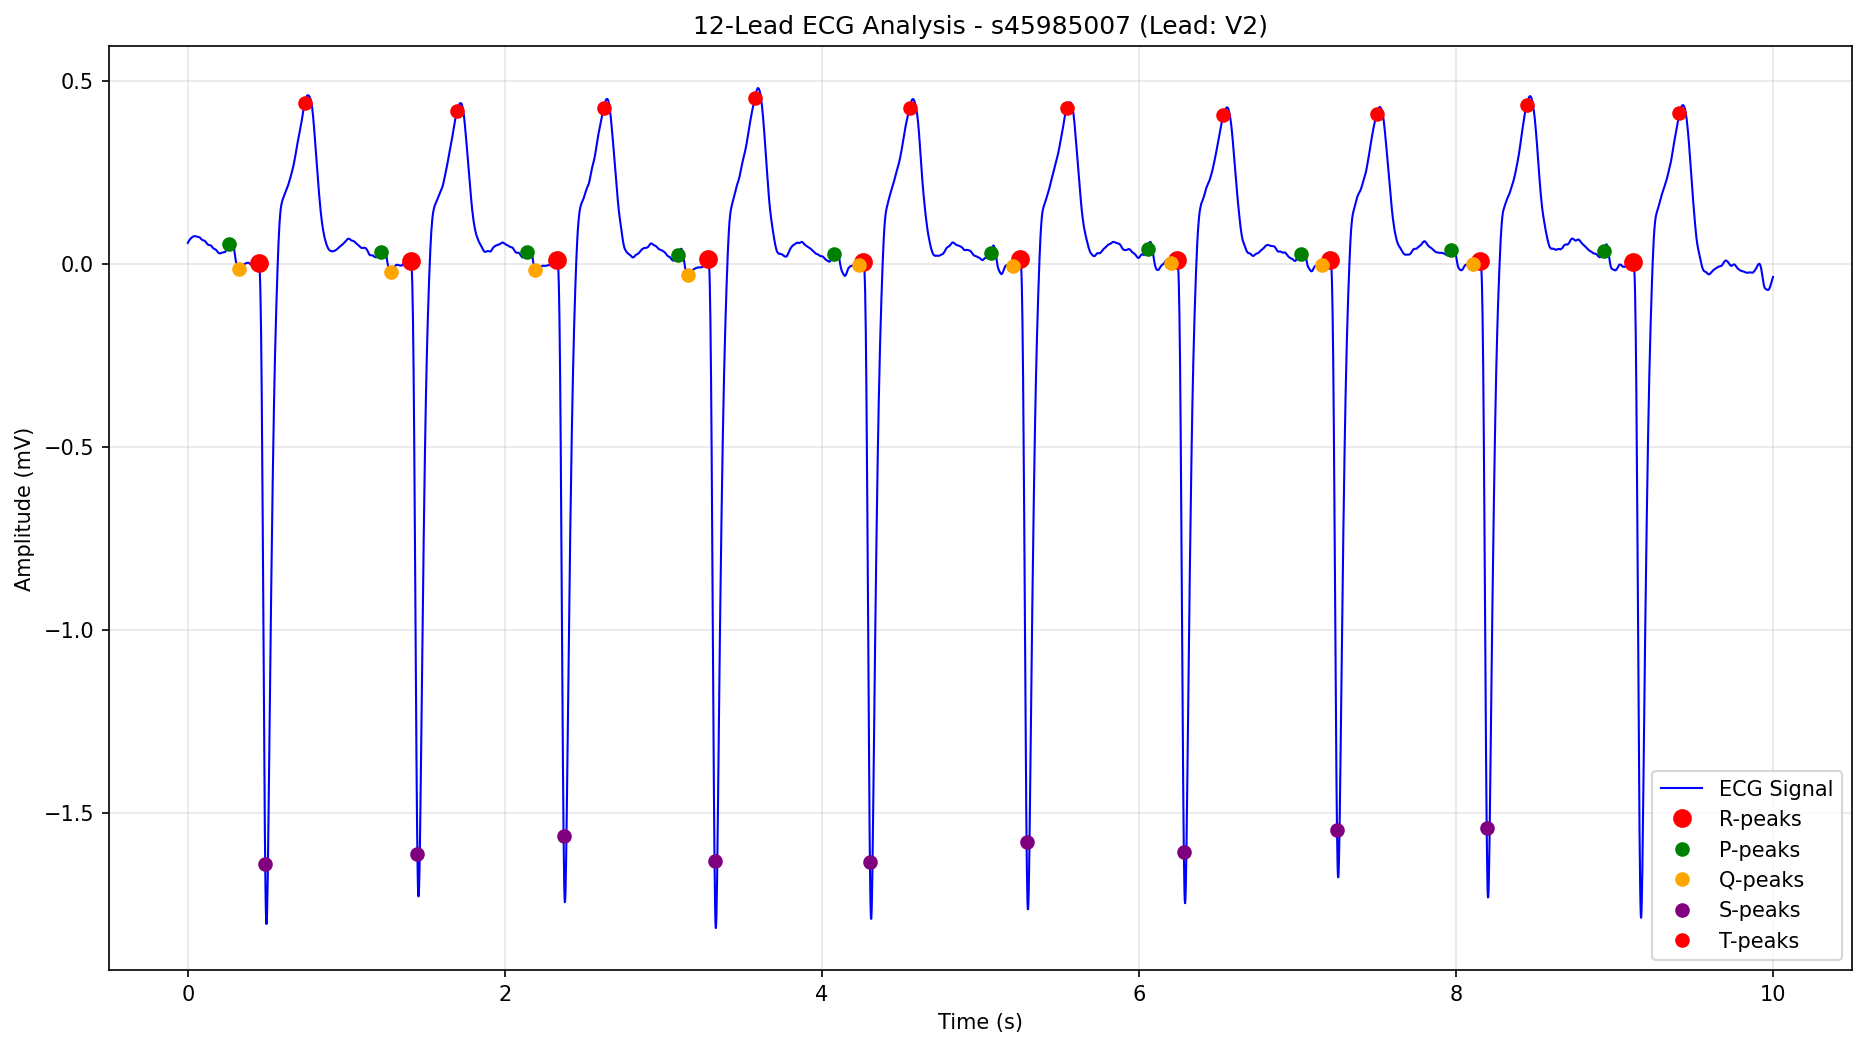 12-Lead ECG Analysis - s45985007 (Lead: V2)
Amplitude (mV)
0.5
0.0
−0.5
−1.0
−1.5
0 2 4 6 8 10
Time (s)
ECG Signal
R-peaks
P-peaks
Q-peaks
S-peaks
T-peaks